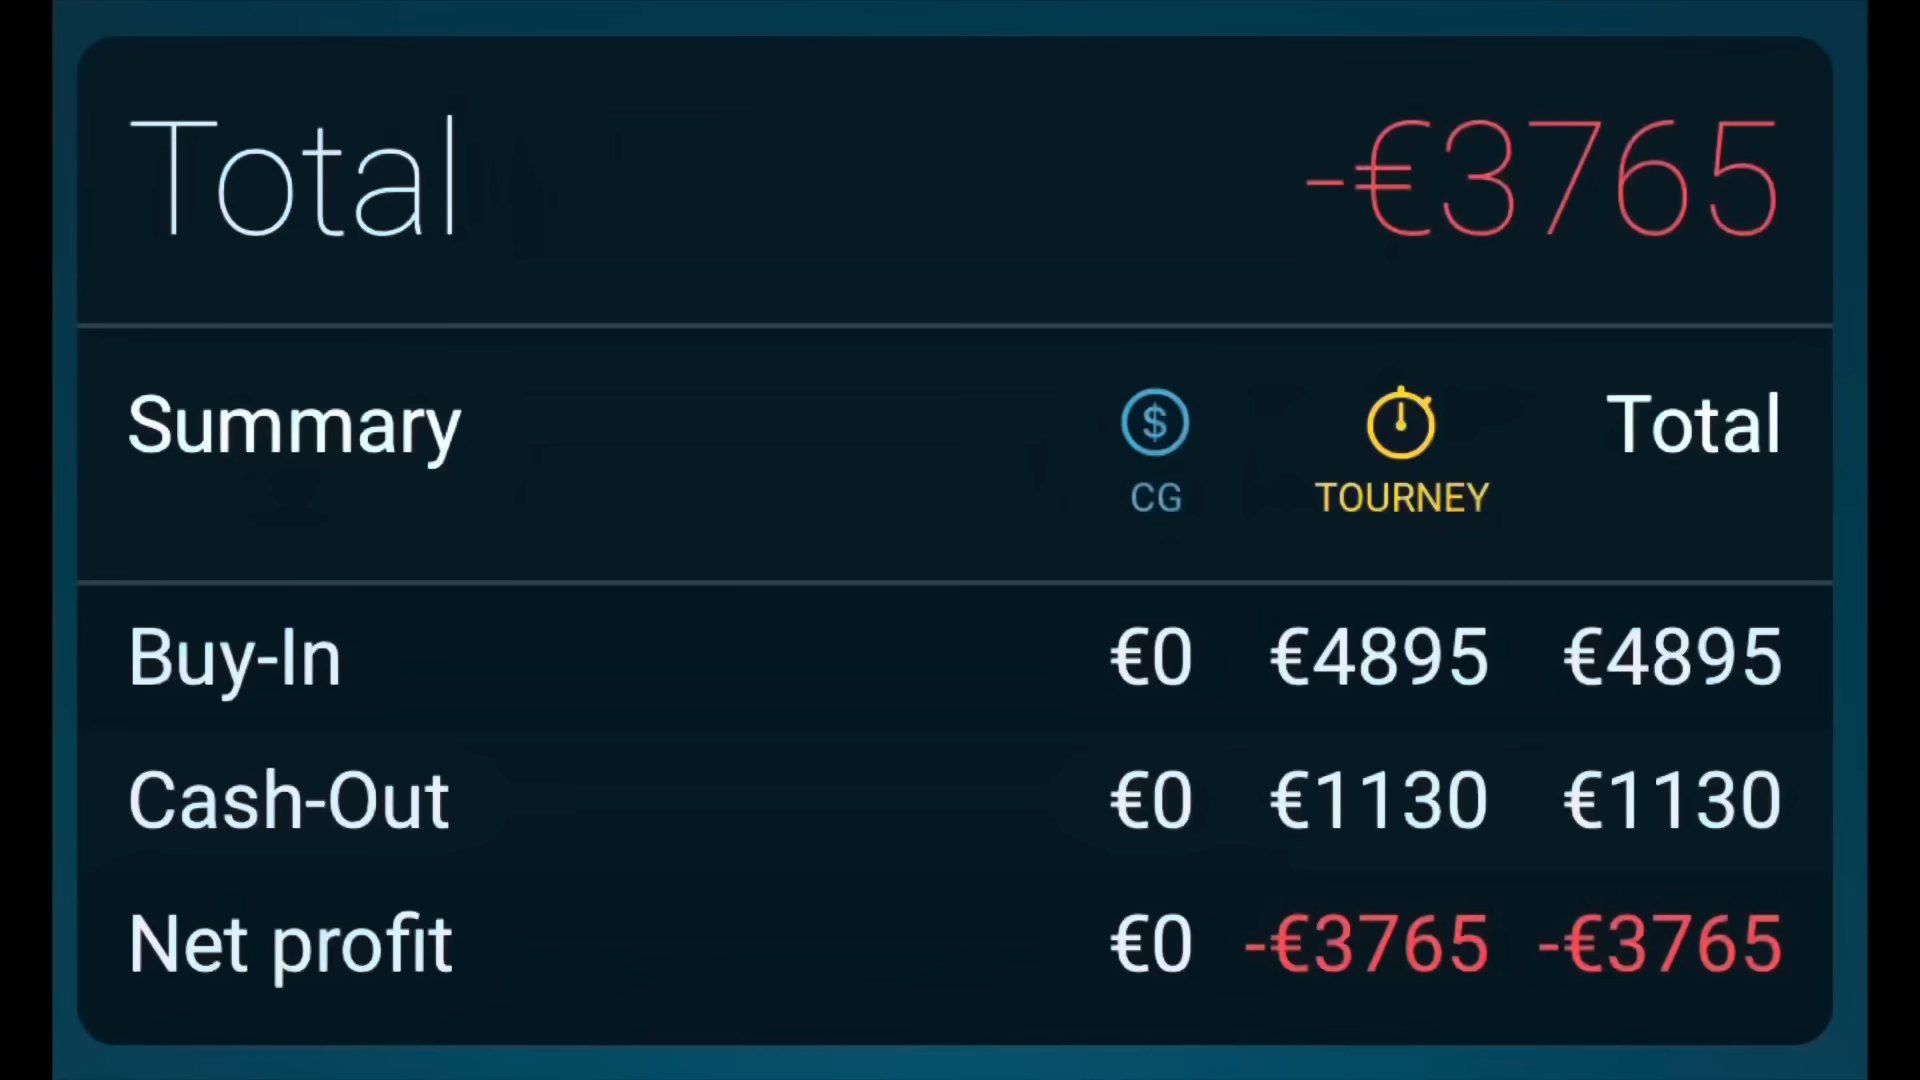 Total -€3765
Summary $ Total
CG TOURNEY
Buy-In €0 €4895 €4895
Cash-Out €0 €1130 €1130
Net profit €0 -€3765 -€3765